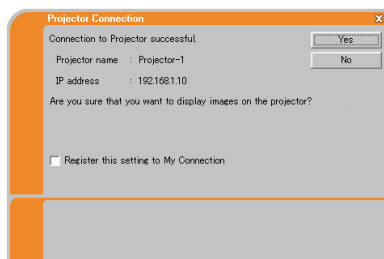 Projector Connection
x
Connection to Projector successful.
Yes
Projector name : Projector-1
No
IP address : 192.168.1.10
Are you sure that you want to display images on the projector?
Register this setting to My Connection